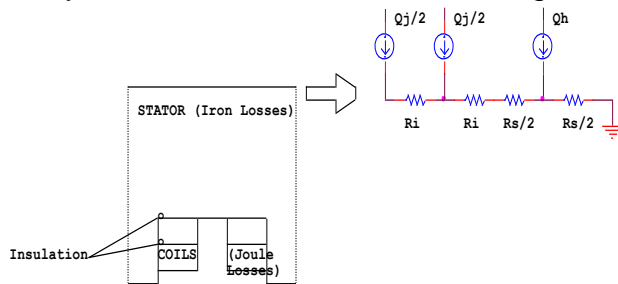 Qj/2 Qj/2 Qh
STATOR (Iron Losses)
Ri Ri Rs/2 Rs/2
Insulation
COILS
(Joule
Losses)